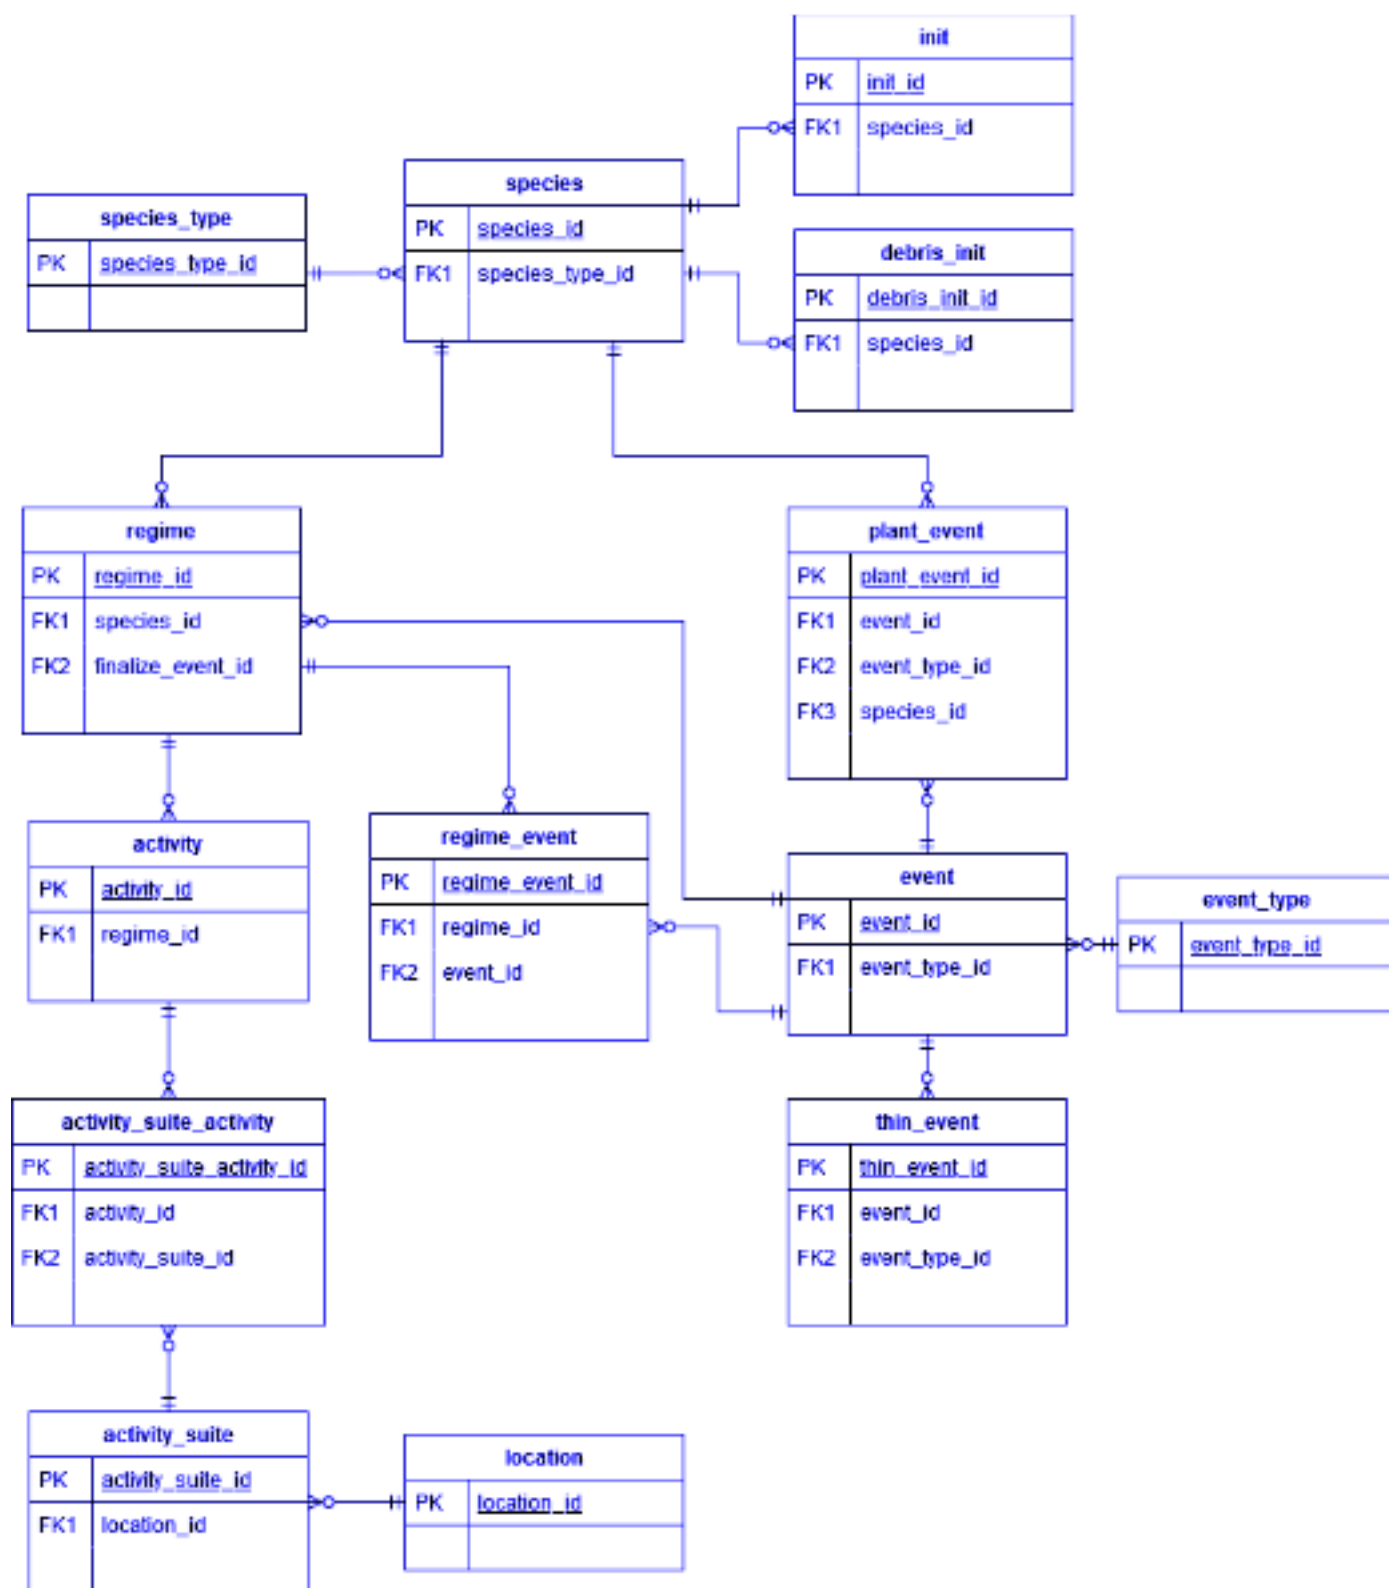 init
PK init_id
FK1 species_id
species
PK species_id
FK1 species_type_id
species_type
PK species_type_id
debris_init
PK debris_init_id
FK1 species_id
regime
PK regime_id
FK1 species_id
FK2 finalize_event_id
plant_event
PK plant_event_id
FK1 event_id
FK2 event_type_id
FK3 species_id
activity
PK activity_id
FK1 regime_id
regime_event
PK regime_event_id
FK1 regime_id
FK2 event_id
event
PK event_id
FK1 event_type_id
event_type
PK event_type_id
activity_suite_activity
PK activity_suite_activity_id
FK1 activity_id
FK2 activity_suite_id
thin_event
PK thin_event_id
FK1 event_id
FK2 event_type_id
activity_suite
PK activity_suite_id
FK1 location_id
location
PK location_id